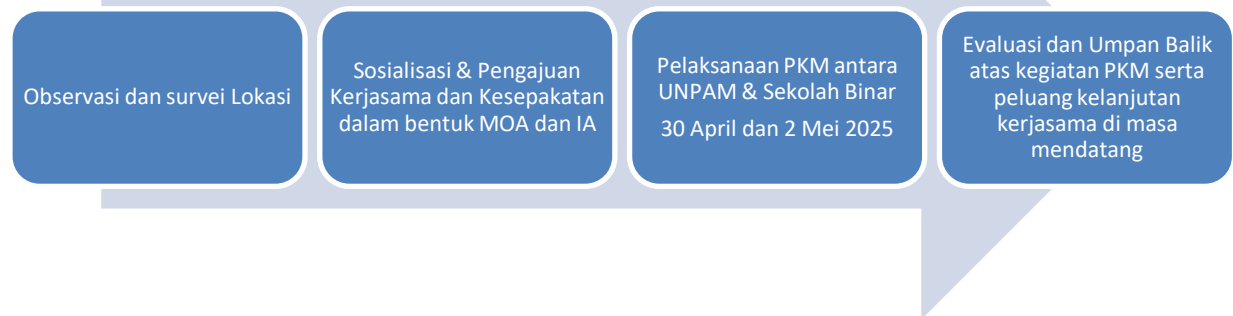 Observasi dan survei Lokasi
Sosialisasi & Pengajuan
Kerjasama dan Kesepakatan
dalam bentuk MOA dan IA
Pelaksanaan PKM antara
UNPAM & Sekolah Binar
30 April dan 2 Mei 2025
Evaluasi dan Umpan Balik
atas kegiatan PKM serta
peluang kelanjutan
kerjasama di masa
mendatang